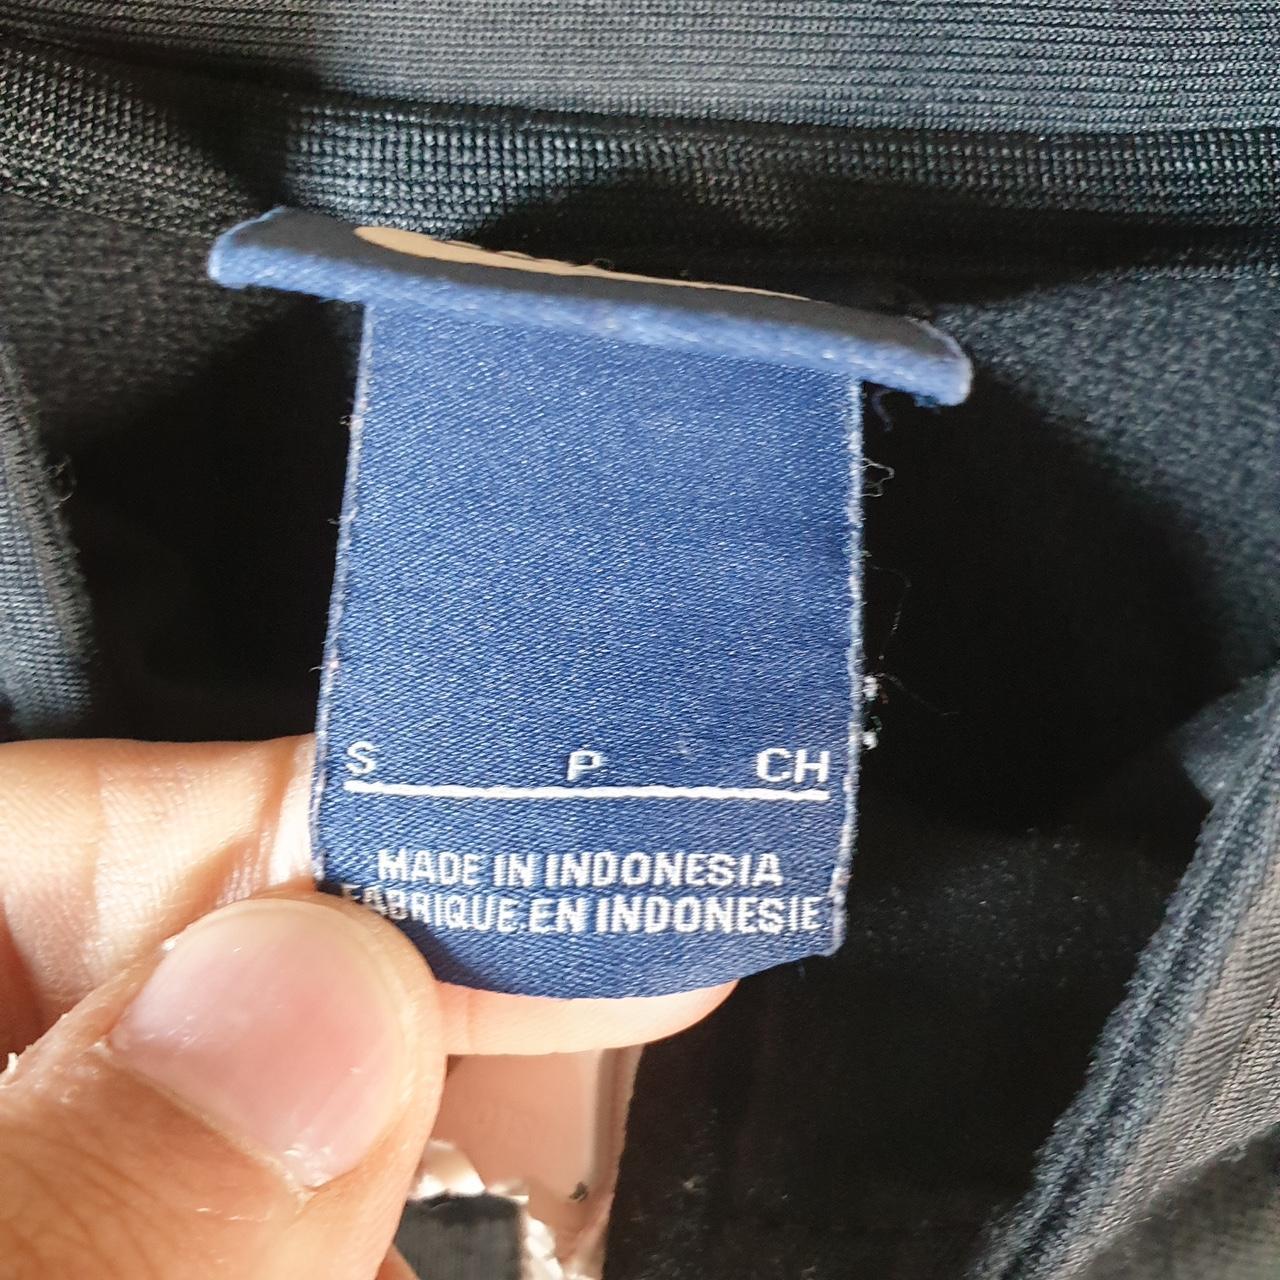 S P CH
MADE IN INDONESIA
FABRIQUE EN INDONESIE